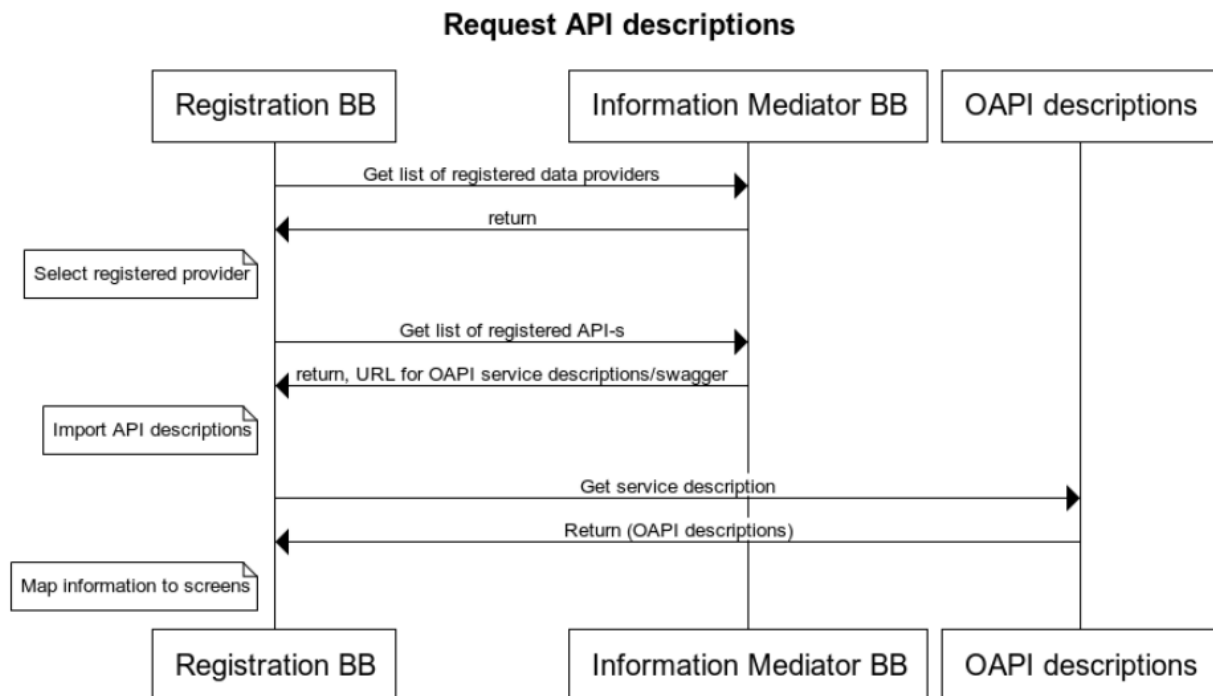 Request API descriptions
Registration BB
Information Mediator BB
OAPI descriptions
Get list of registered data providers
return
Select registered provider
Get list of registered API-s
return, URL for OAPI service descriptions/swagger
Import API descriptions
Get service description
Return (OAPI descriptions)
Map information to screens
Registration BB
Information Mediator BB
OAPI descriptions